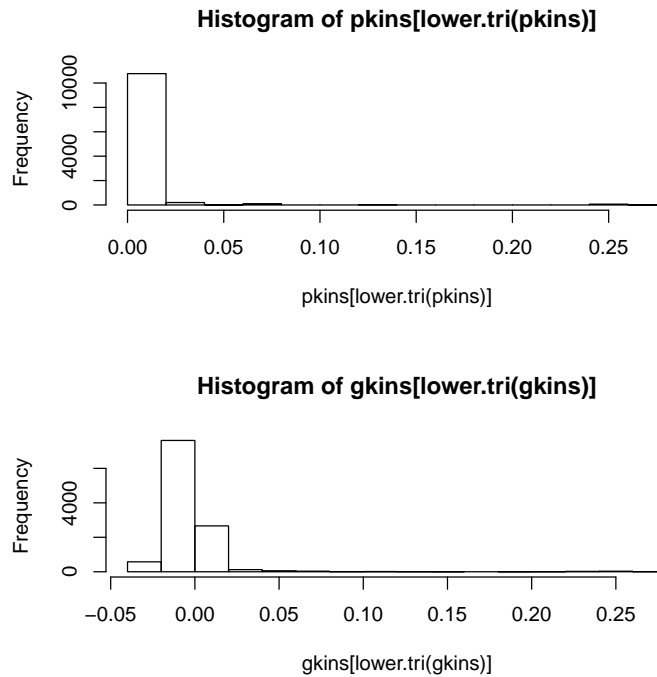 Histogram of pkins[lower.tri(pkins)]
Frequency
10000
4000
0
0.00 0.05 0.10 0.15 0.20 0.25
pkins[lower.tri(pkins)]
Histogram of gkins[lower.tri(gkins)]
Frequency
4000
0
−0.05 0.00 0.05 0.10 0.15 0.20 0.25
gkins[lower.tri(gkins)]